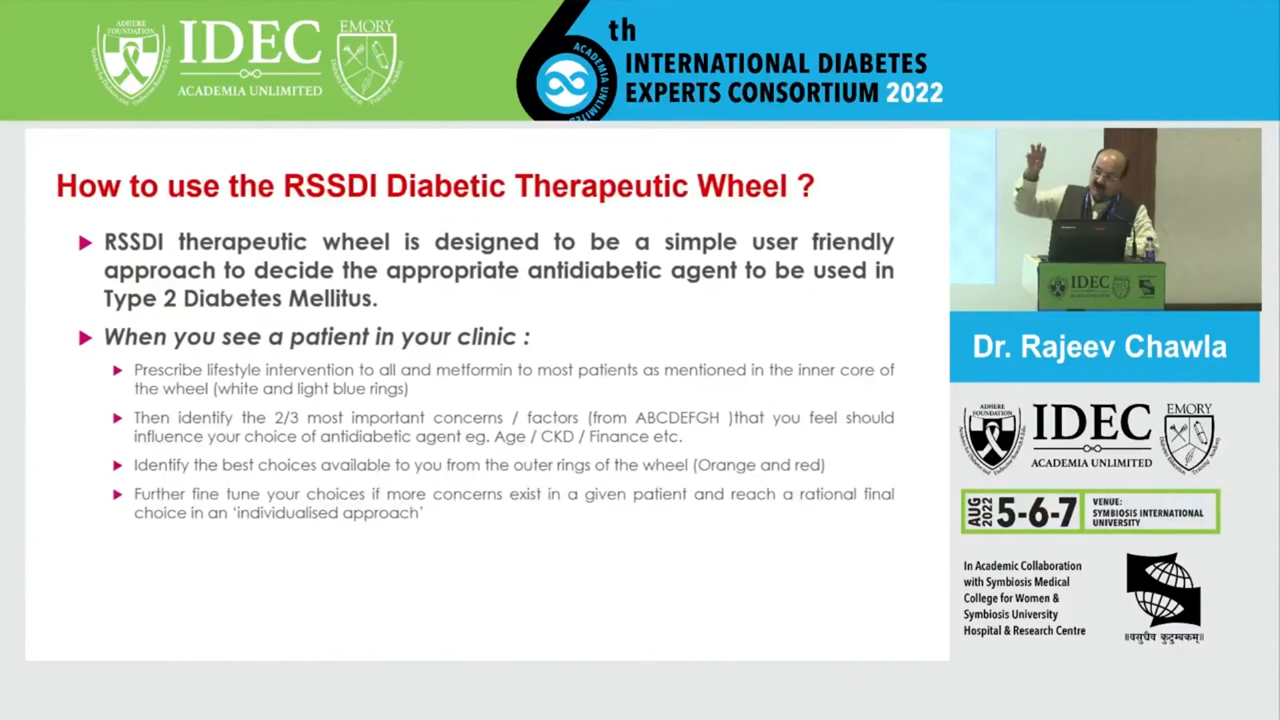 ADHERE
FOUNDATION
IDEC
ACADEMIA UNLIMITED
EMORY
6th
ACADEMIA UNLIMITED
INTERNATIONAL DIABETES
EXPERTS CONSORTIUM 2022
How to use the RSSDI Diabetic Therapeutic Wheel ?
RSSDI therapeutic wheel is designed to be a simple user friendly
approach to decide the appropriate antidiabetic agent to be used in
Type 2 Diabetes Mellitus.
When you see a patient in your clinic :
Prescribe lifestyle intervention to all and metformin to most patients as mentioned in the inner core of
the wheel (white and light blue rings)
Then identify the 2/3 most important concerns / factors (from ABCDEFGH )that you feel should
influence your choice of antidiabetic agent eg. Age / CKD / Finance etc.
Identify the best choices available to you from the outer rings of the wheel (Orange and red)
Further fine tune your choices if more concerns exist in a given patient and reach a rational final
choice in an ‘individualised approach’
IDEC
Dr. Rajeev Chawla
ADHERE
FOUNDATION
IDEC
ACADEMIA UNLIMITED
EMORY
AUG
2022
5-6-7
VENUE:
SYMBIOSIS INTERNATIONAL
UNIVERSITY
In Academic Collaboration
with Symbiosis Medical
College for Women &
Symbiosis University
Hospital & Research Centre
॥वसुधैव कुटुम्बकम्॥